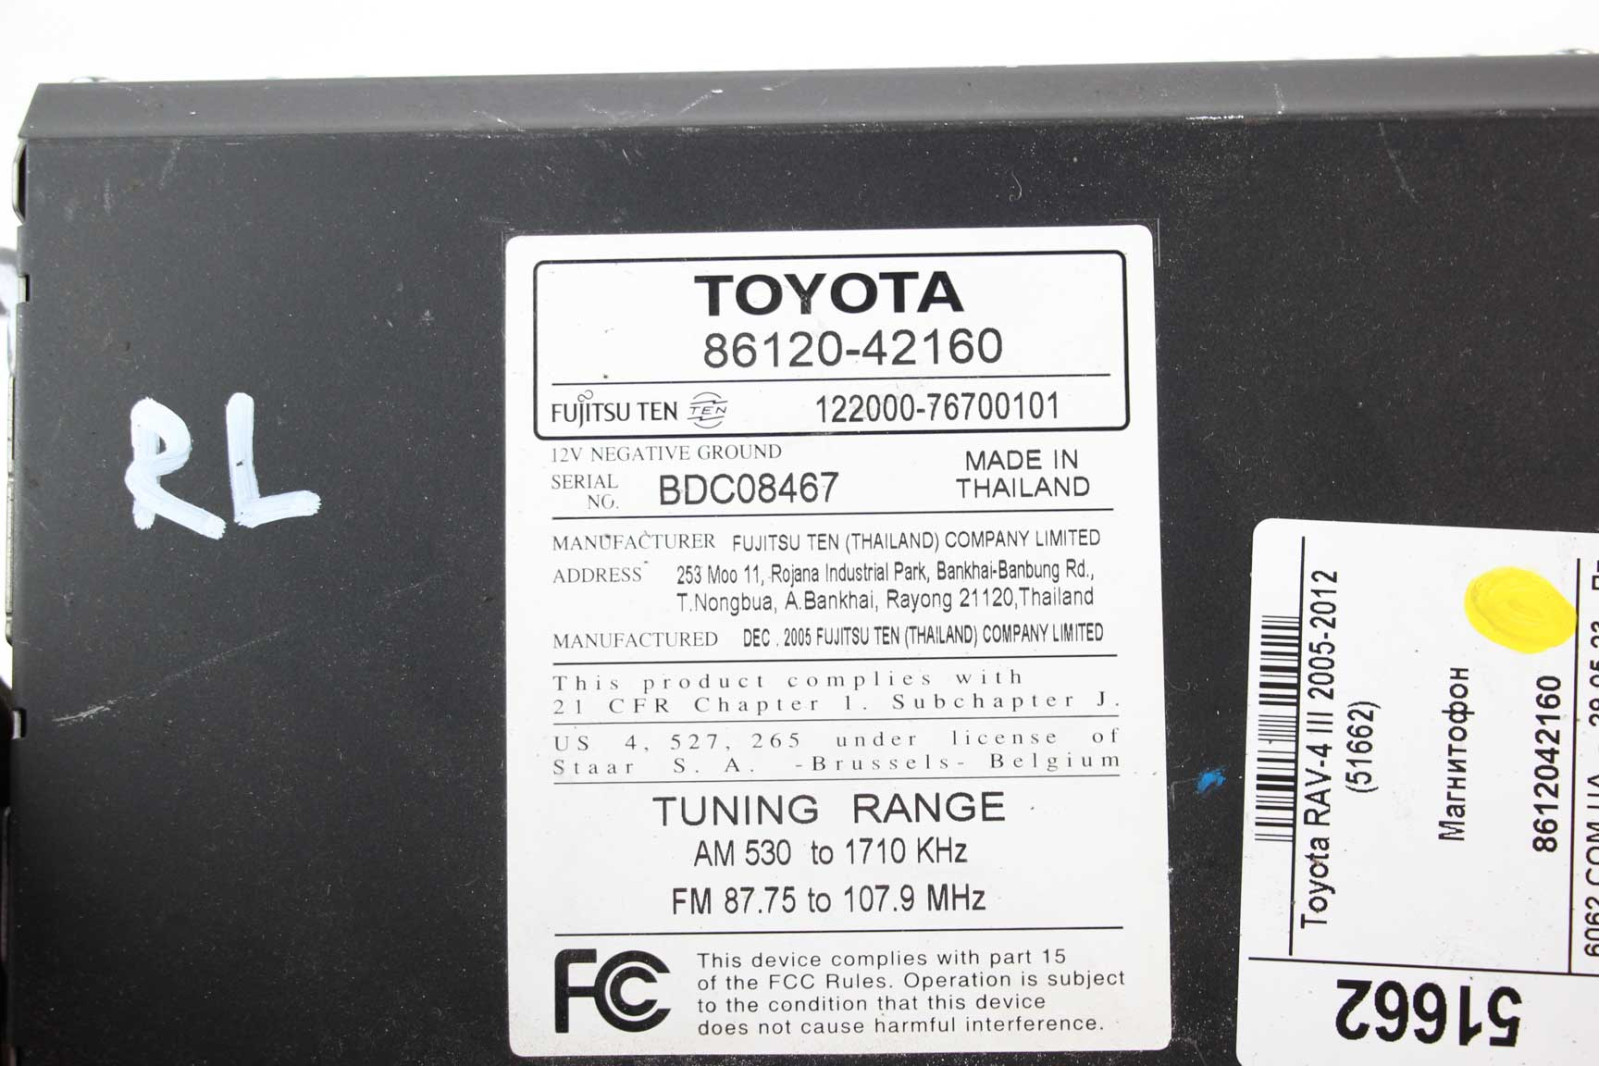 RL
TOYOTA
86120-42160
FUJITSU TEN TEN 122000-76700101
12V NEGATIVE GROUND
SERIAL NO. BDC08467
MADE IN
THAILAND
MANUFACTURER FUJITSU TEN (THAILAND) COMPANY LIMITED
ADDRESS 253 Moo 11, Rojana Industrial Park, Bankhai-Banbung Rd.,
T.Nongbua, A.Bankhai, Rayong 21120,Thailand
MANUFACTURED DEC . 2005 FUJITSU TEN (THAILAND) COMPANY LIMITED
This product complies with
21 CFR Chapter 1. Subchapter J.
US 4, 527, 265 under license of
Staar S. A. -Brussels- Belgium
TUNING RANGE
AM 530 to 1710 KHz
FM 87.75 to 107.9 MHz
FC This device complies with part 15
of the FCC Rules. Operation is subject
to the condition that this device
does not cause harmful interference.
Toyota RAV-4 III 2005-2012
(51662)
Магнитофон
8612042160
51662